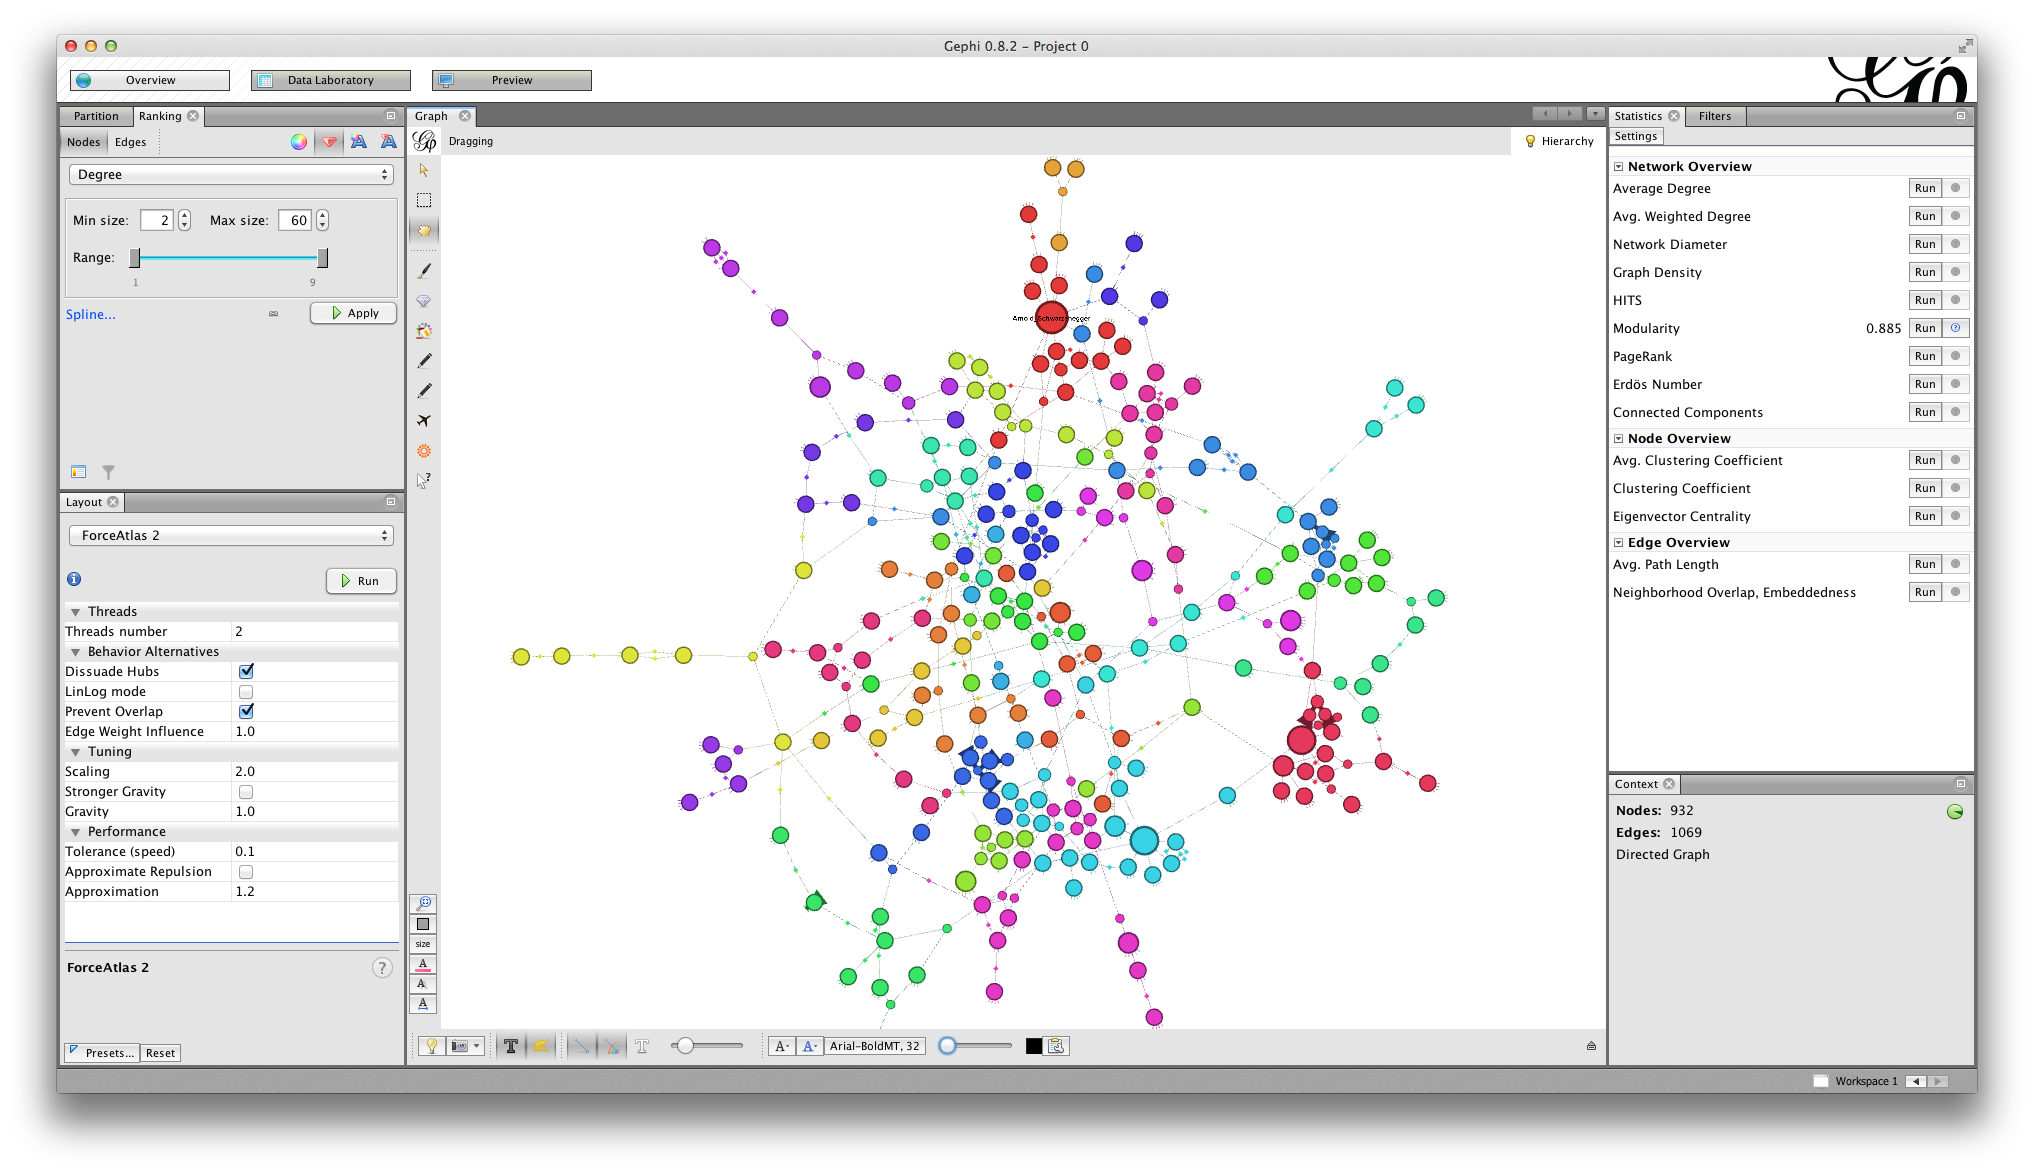 Gephi 0.8.2 – Project 0
Overview
Data Laboratory
Preview
Partition
Ranking
Nodes
Edges
Degree
Min size:
2
Max size:
60
Range:
1
9
Spline...
Apply
Layout
ForceAtlas 2
Run
Threads
Threads number 2
Behavior Alternatives
Dissuade Hubs
LinLog mode
Prevent Overlap
Edge Weight Influence 1.0
Tuning
Scaling 2.0
Stronger Gravity
Gravity 1.0
Performance
Tolerance (speed) 0.1
Approximate Repulsion
Approximation 1.2
ForceAtlas 2
?
Presets...
Reset
Graph
Dragging
Hierarchy
Arnold_Schwarzenegger
size
A
A
A
T
T
A
A
Arial-BoldMT, 32
Statistics
Filters
Settings
Network Overview
Average Degree Run
Avg. Weighted Degree Run
Network Diameter Run
Graph Density Run
HITS Run
Modularity 0.885 Run
PageRank Run
Erdös Number Run
Connected Components Run
Node Overview
Avg. Clustering Coefficient Run
Clustering Coefficient Run
Eigenvector Centrality Run
Edge Overview
Avg. Path Length Run
Neighborhood Overlap, Embeddedness Run
Context
Nodes: 932
Edges: 1069
Directed Graph
Workspace 1